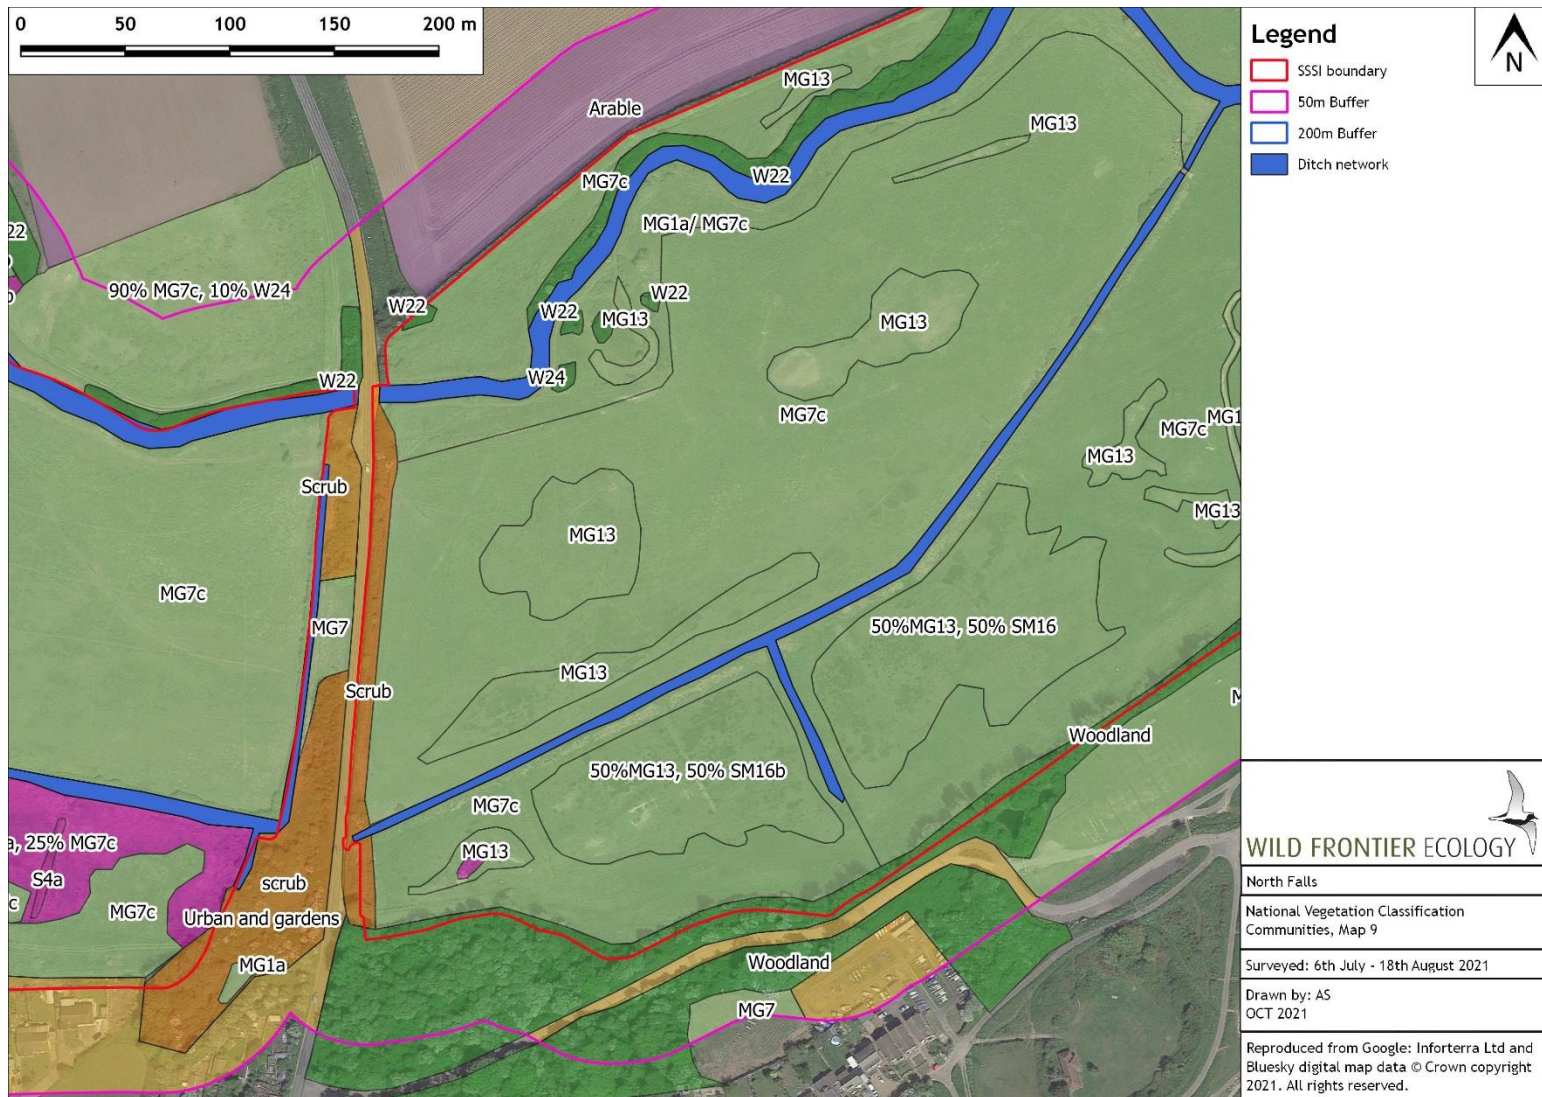 0 50 100 150 200 m
Legend
N
SSSI boundary
50m Buffer
200m Buffer
Ditch network
MG13
Arable
MG13
MG7c
W22
22
MG1a/ MG7c
90% MG7c, 10% W24
W22
W22
W22
MG13
MG13
W22
W24
MG7c
MG7c
MG1
MG13
Scrub
MG13
MG13
MG7c
MG7
50%MG13, 50% SM16
MG13
Scrub
Woodland
50%MG13, 50% SM16b
MG7c
a, 25% MG7c
MG13
S4a
scrub
MG7c
Urban and gardens
MG1a
Woodland
MG7
WILD FRONTIER ECOLOGY
North Falls
National Vegetation Classification
Communities, Map 9
Surveyed: 6th July - 18th August 2021
Drawn by: AS
OCT 2021
Reproduced from Google: Inforterra Ltd and
Bluesky digital map data © Crown copyright
2021. All rights reserved.